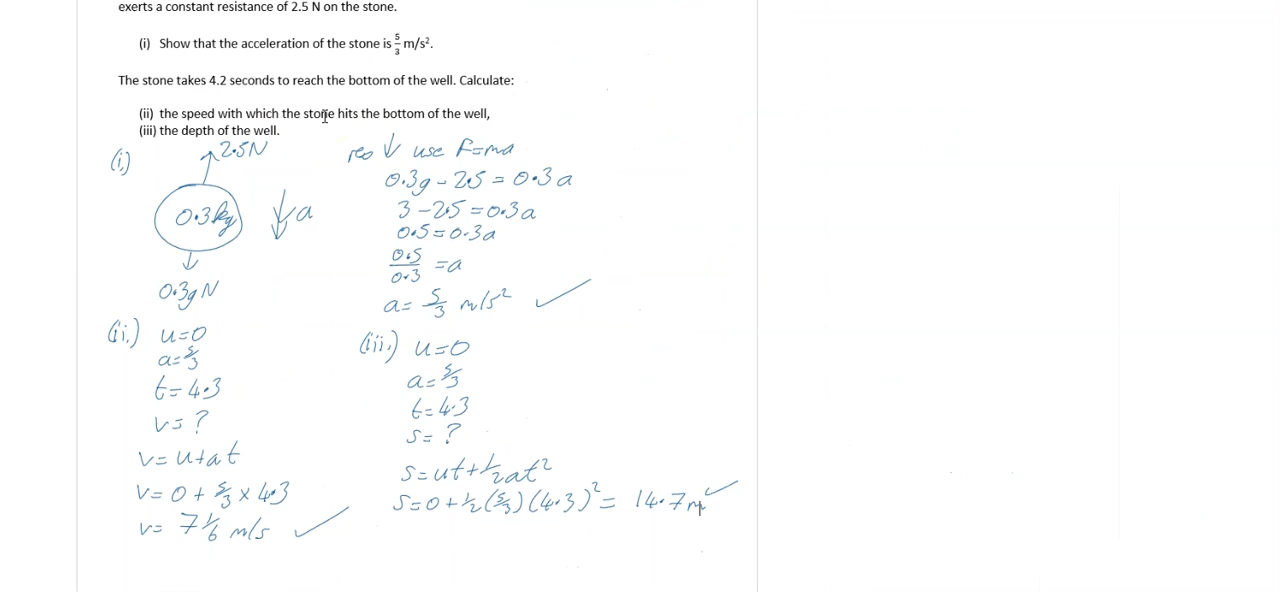 exerts a constant resistance of 2.5 N on the stone.
(i) Show that the acceleration of the stone is 5/3 m/s².
The stone takes 4.2 seconds to reach the bottom of the well. Calculate:
(ii) the speed with which the stone hits the bottom of the well,
(iii) the depth of the well.
(i)
2.5N
0.3kg
↓a
0.3g N
res ↓ use F=ma
0.3g - 2.5 = 0.3a
3 - 2.5 = 0.3a
0.5 = 0.3a
0.5/0.3 = a
a = 5/3 m/s² ✓
(ii.) u=0
a=5/3
t=4.3
v=?
v=u+at
v=0+5/3×4.3
v= 7 1/6 m/s ✓
(iii.) u=0
a=5/3
t=4.3
s=?
s=ut+1/2at²
s=0+1/2(5/3)(4.3)²= 14.7m ✓